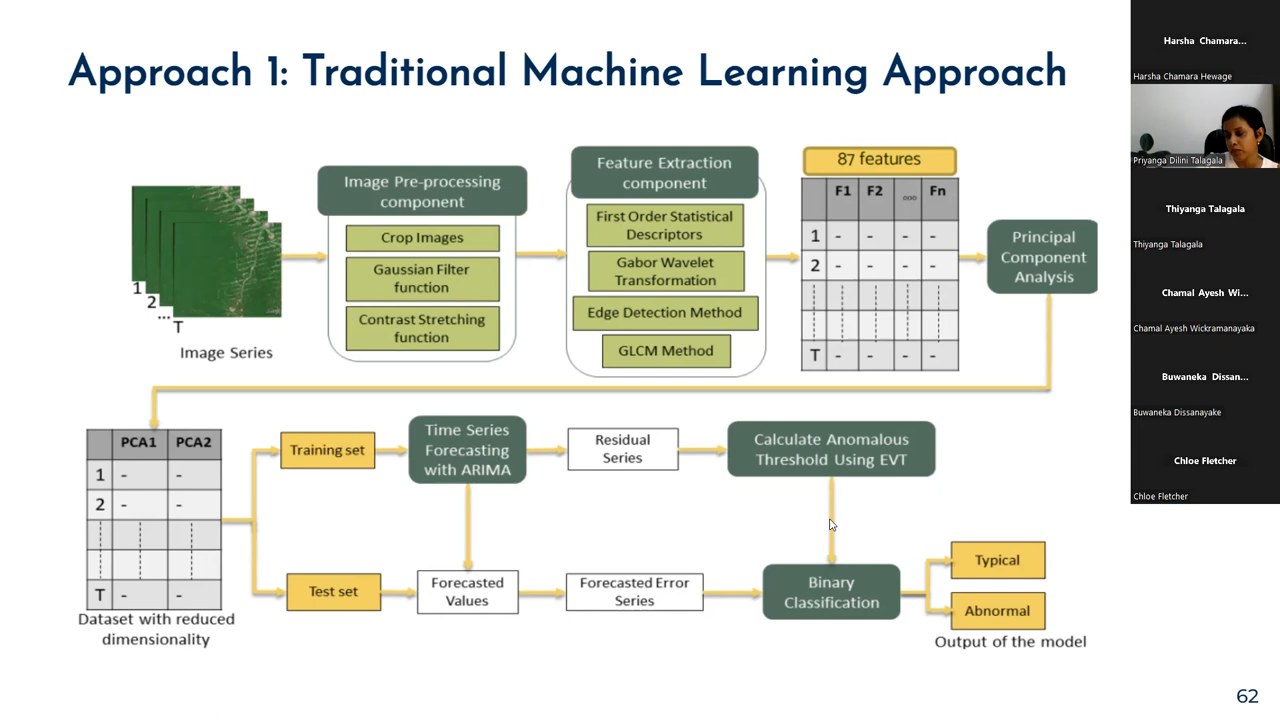 Approach 1: Traditional Machine Learning Approach
Image Pre-processing
component
Crop Images
Gaussian Filter
function
Contrast Stretching
function
Feature Extraction
component
First Order Statistical
Descriptors
Gabor Wavelet
Transformation
Edge Detection Method
GLCM Method
87 features
F1 F2 ... Fn
1 - - - -
2 - - - -
T - - - -
Principal
Component
Analysis
1
2
...
T
Image Series
PCA1 PCA2
1 - -
2 - -
T - -
Dataset with reduced
dimensionality
Training set
Time Series
Forecasting
with ARIMA
Residual
Series
Calculate Anomalous
Threshold Using EVT
Test set
Forecasted
Values
Forecasted Error
Series
Binary
Classification
Typical
Abnormal
Output of the model
62
Harsha Chamara...
Harsha Chamara Hewage
Priyanga Dilini Talagala
Thiyanga Talagala
Thiyanga Talagala
Chamal Ayesh Wi...
Chamal Ayesh Wickramanayaka
Buwaneka Dissan...
Buwaneka Dissanayake
Chloe Fletcher
Chloe Fletcher